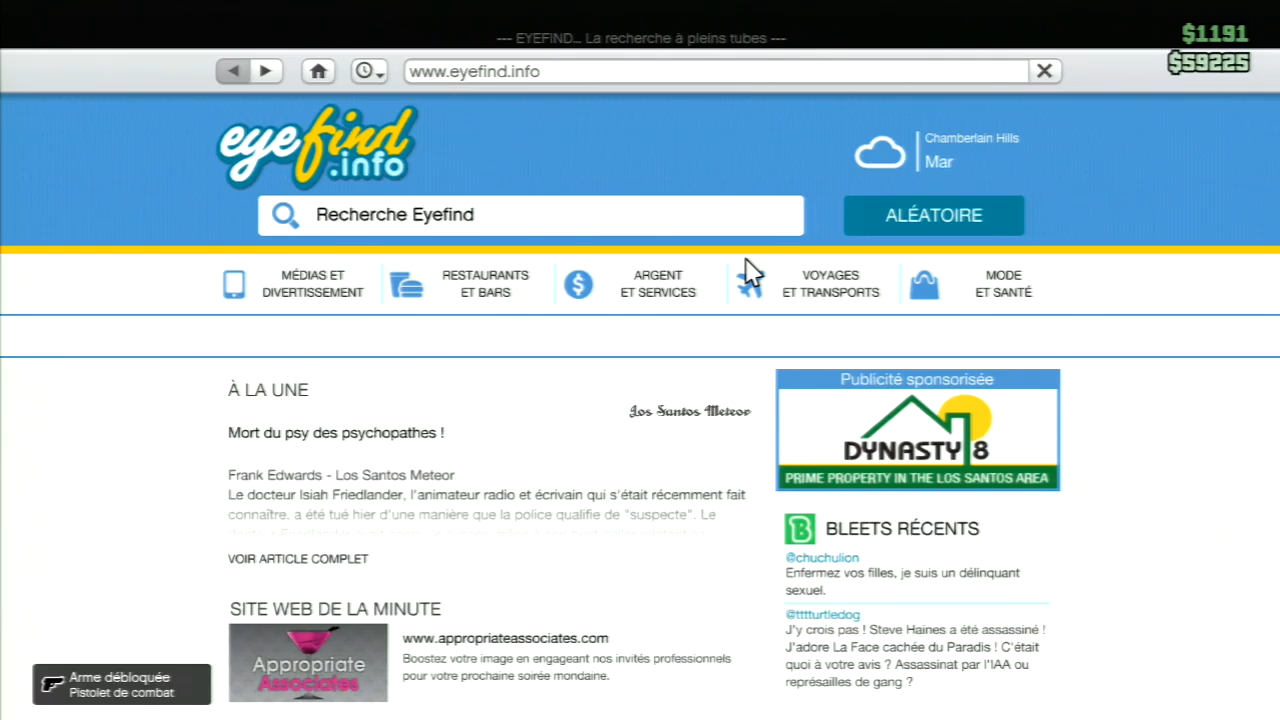 --- EYEFIND... La recherche à pleins tubes ---
$1191
$59225
www.eyefind.info
eyefind
.info
Chamberlain Hills
Mar
Recherche Eyefind
ALÉATOIRE
MÉDIAS ET
DIVERTISSEMENT
RESTAURANTS
ET BARS
ARGENT
ET SERVICES
VOYAGES
ET TRANSPORTS
MODE
ET SANTÉ
À LA UNE
Los Santos Meteor
Mort du psy des psychopathes !
Frank Edwards - Los Santos Meteor
Le docteur Isiah Friedlander, l'animateur radio et écrivain qui s'était récemment fait
connaître, a été tué hier d'une manière que la police qualifie de "suspecte". Le
VOIR ARTICLE COMPLET
SITE WEB DE LA MINUTE
Appropriate
Associates
www.appropriateassociates.com
Boostez votre image en engageant nos invités professionnels
pour votre prochaine soirée mondaine.
Publicité sponsorisée
DYNASTY 8
PRIME PROPERTY IN THE LOS SANTOS AREA
BLEETS RÉCENTS
@chuchulion
Enfermez vos filles, je suis un délinquant
sexuel.
@tttturtledog
J'y crois pas ! Steve Haines a été assassiné !
J'adore La Face cachée du Paradis ! C'était
quoi à votre avis ? Assassinat par l'IAA ou
représailles de gang ?
Arme débloquée
Pistolet de combat